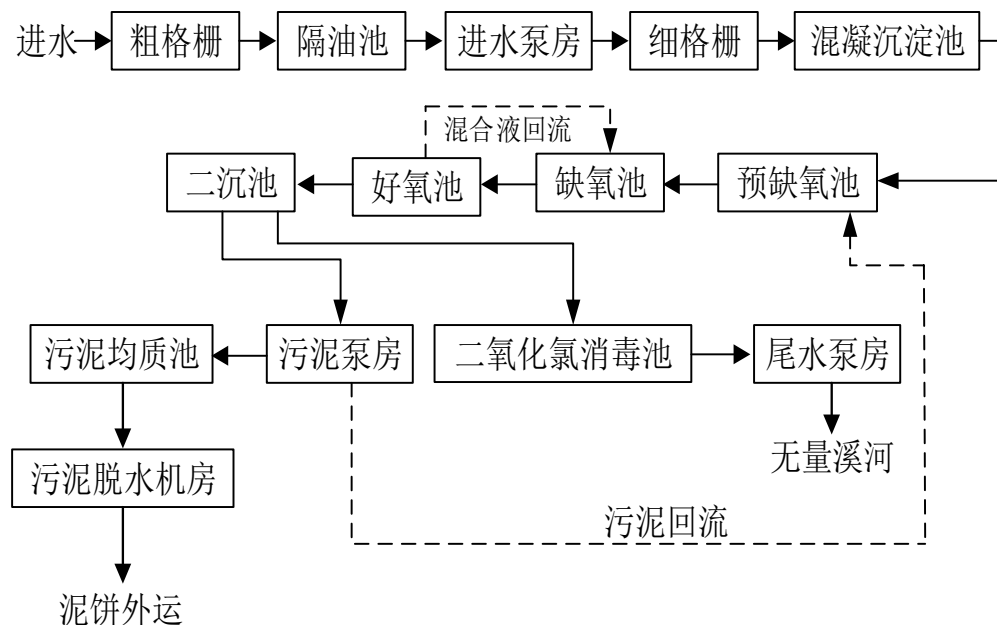 进水
粗格栅
隔油池
进水泵房
细格栅
混凝沉淀池
混合液回流
二沉池
好氧池
缺氧池
预缺氧池
污泥均质池
污泥泵房
二氧化氯消毒池
尾水泵房
无量溪河
污泥脱水机房
污泥回流
泥饼外运